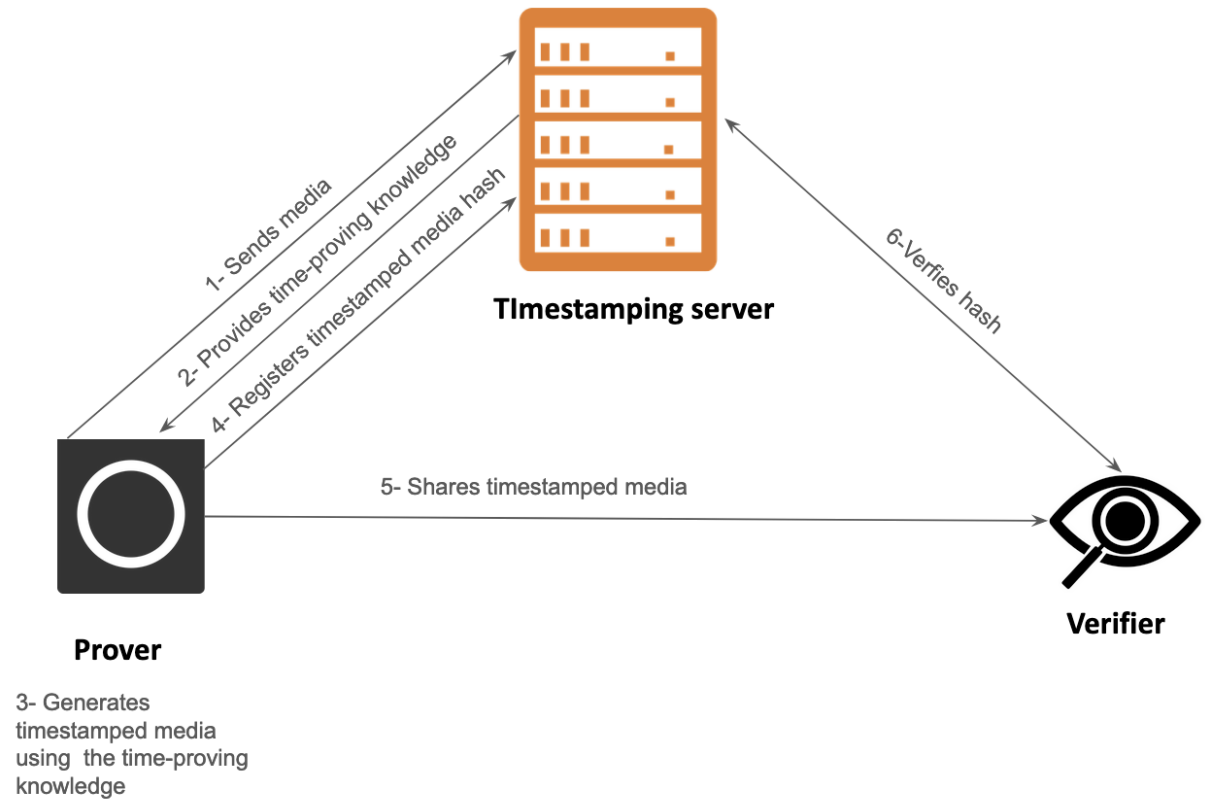 1- Sends media
2- Provides time-proving knowledge
4- Registers timestamped media hash
TImestamping server
6-Verfies hash
5- Shares timestamped media
Prover
Verifier
3- Generates
timestamped media
using  the time-proving
knowledge